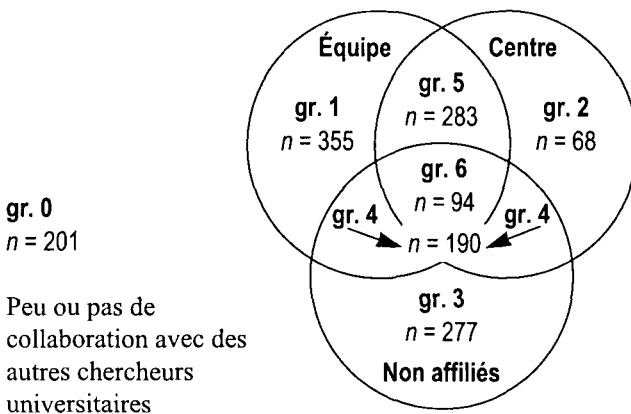 Équipe
Centre
gr. 5
n = 283
gr. 1
n = 355
gr. 2
n = 68
gr. 6
n = 94
gr. 4
gr. 4
n = 190
gr. 3
n = 277
Non affiliés
gr. 0
n = 201
Peu ou pas de
collaboration avec des
autres chercheurs
universitaires